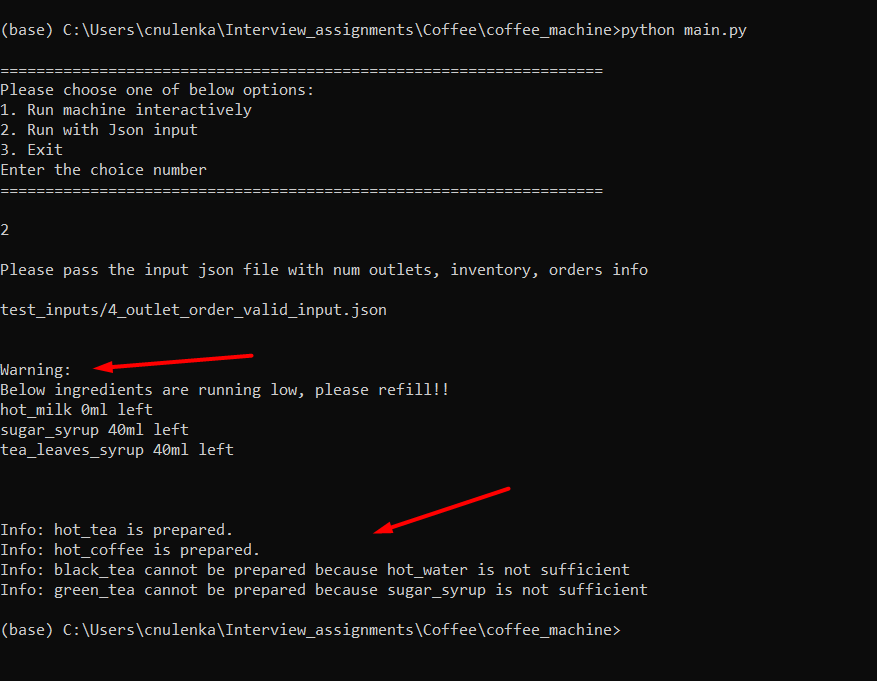 (base) C:\Users\cnulenka\Interview_assignments\Coffee\coffee_machine>python main.py
===================================================================
Please choose one of below options:
1. Run machine interactively
2. Run with Json input
3. Exit
Enter the choice number
===================================================================
2
Please pass the input json file with num outlets, inventory, orders info
test_inputs/4_outlet_order_valid_input.json
Warning:
Below ingredients are running low, please refill!!
hot_milk 0ml left
sugar_syrup 40ml left
tea_leaves_syrup 40ml left
Info: hot_tea is prepared.
Info: hot_coffee is prepared.
Info: black_tea cannot be prepared because hot_water is not sufficient
Info: green_tea cannot be prepared because sugar_syrup is not sufficient
(base) C:\Users\cnulenka\Interview_assignments\Coffee\coffee_machine>